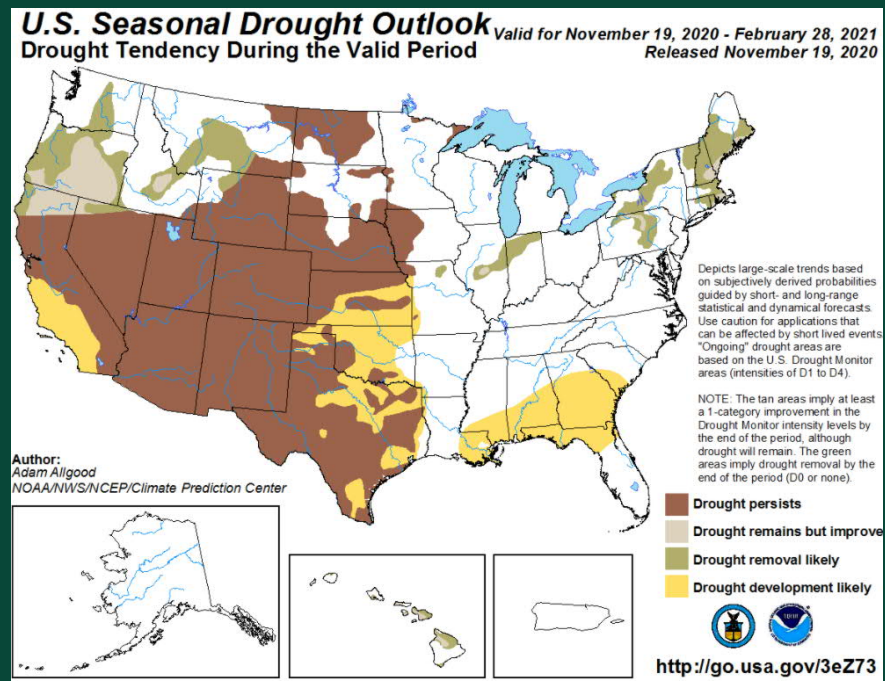 U.S. Seasonal Drought Outlook
Drought Tendency During the Valid Period
Valid for November 19, 2020 - February 28, 2021
Released November 19, 2020
Depicts large-scale trends based
on subjectively derived probabilities
guided by short- and long-range
statistical and dynamical forecasts.
Use caution for applications that
can be affected by short lived events.
"Ongoing" drought areas are
based on the U.S. Drought Monitor
areas (intensities of D1 to D4).
NOTE: The tan areas imply at least
a 1-category improvement in the
Drought Monitor intensity levels by
the end of the period, although
drought will remain. The green
areas imply drought removal by the
end of the period (D0 or none).
Author:
Adam Allgood
NOAA/NWS/NCEP/Climate Prediction Center
Drought persists
Drought remains but improve
Drought removal likely
Drought development likely
http://go.usa.gov/3eZ73